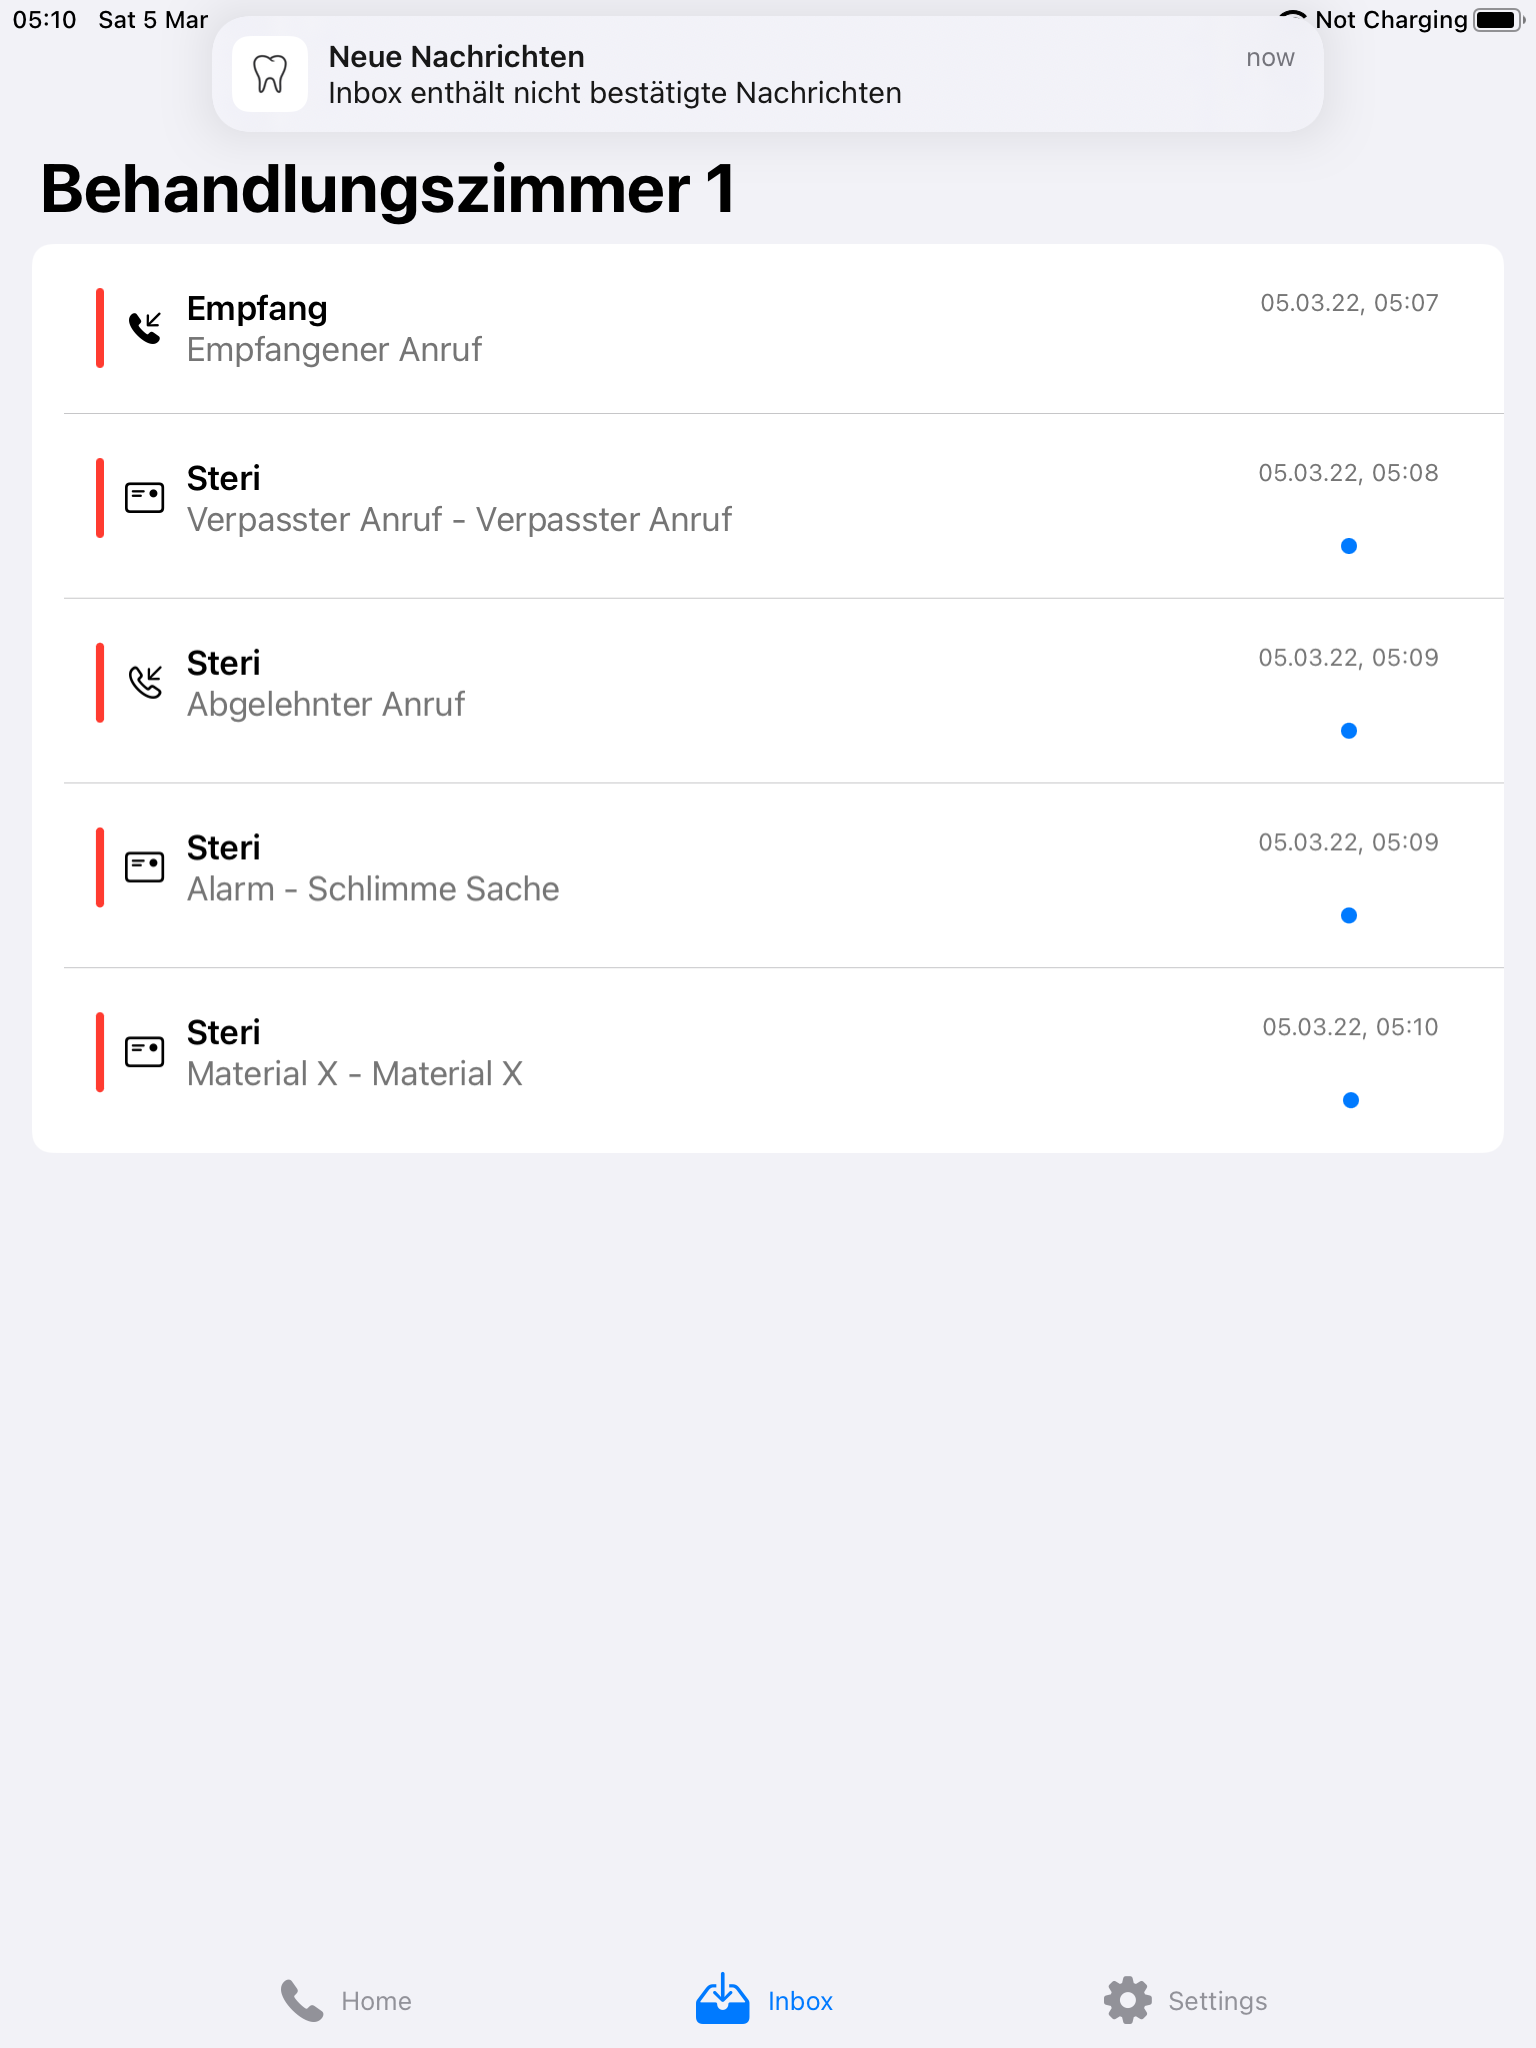 05:10 Sat 5 Mar
Not Charging
Neue Nachrichten
now
Inbox enthält nicht bestätigte Nachrichten
Behandlungszimmer 1
Empfang
05.03.22, 05:07
Empfangener Anruf
Steri
05.03.22, 05:08
Verpasster Anruf - Verpasster Anruf
Steri
05.03.22, 05:09
Abgelehnter Anruf
Steri
05.03.22, 05:09
Alarm - Schlimme Sache
Steri
05.03.22, 05:10
Material X - Material X
Home
Inbox
Settings